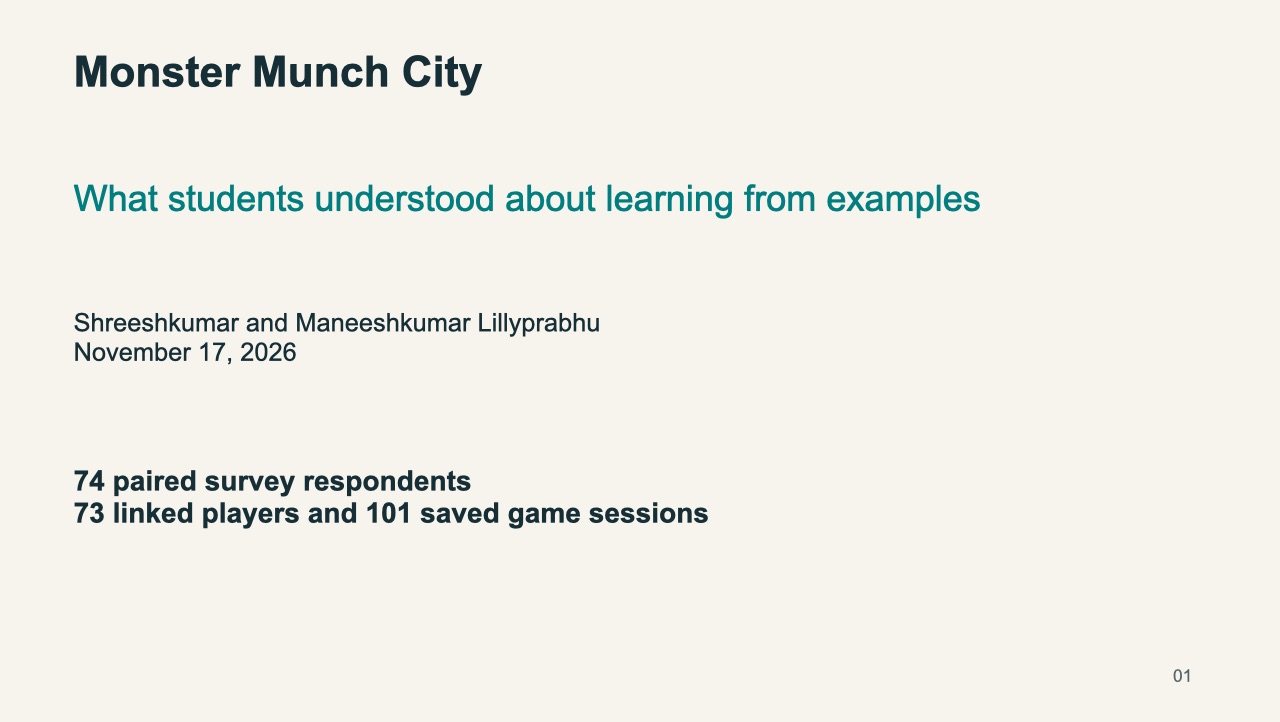 Monster Munch City
What students understood about learning from examples
Shreeshkumar and Maneeshkumar Lillyprabhu
November 17, 2026
74 paired survey respondents
73 linked players and 101 saved game sessions
01